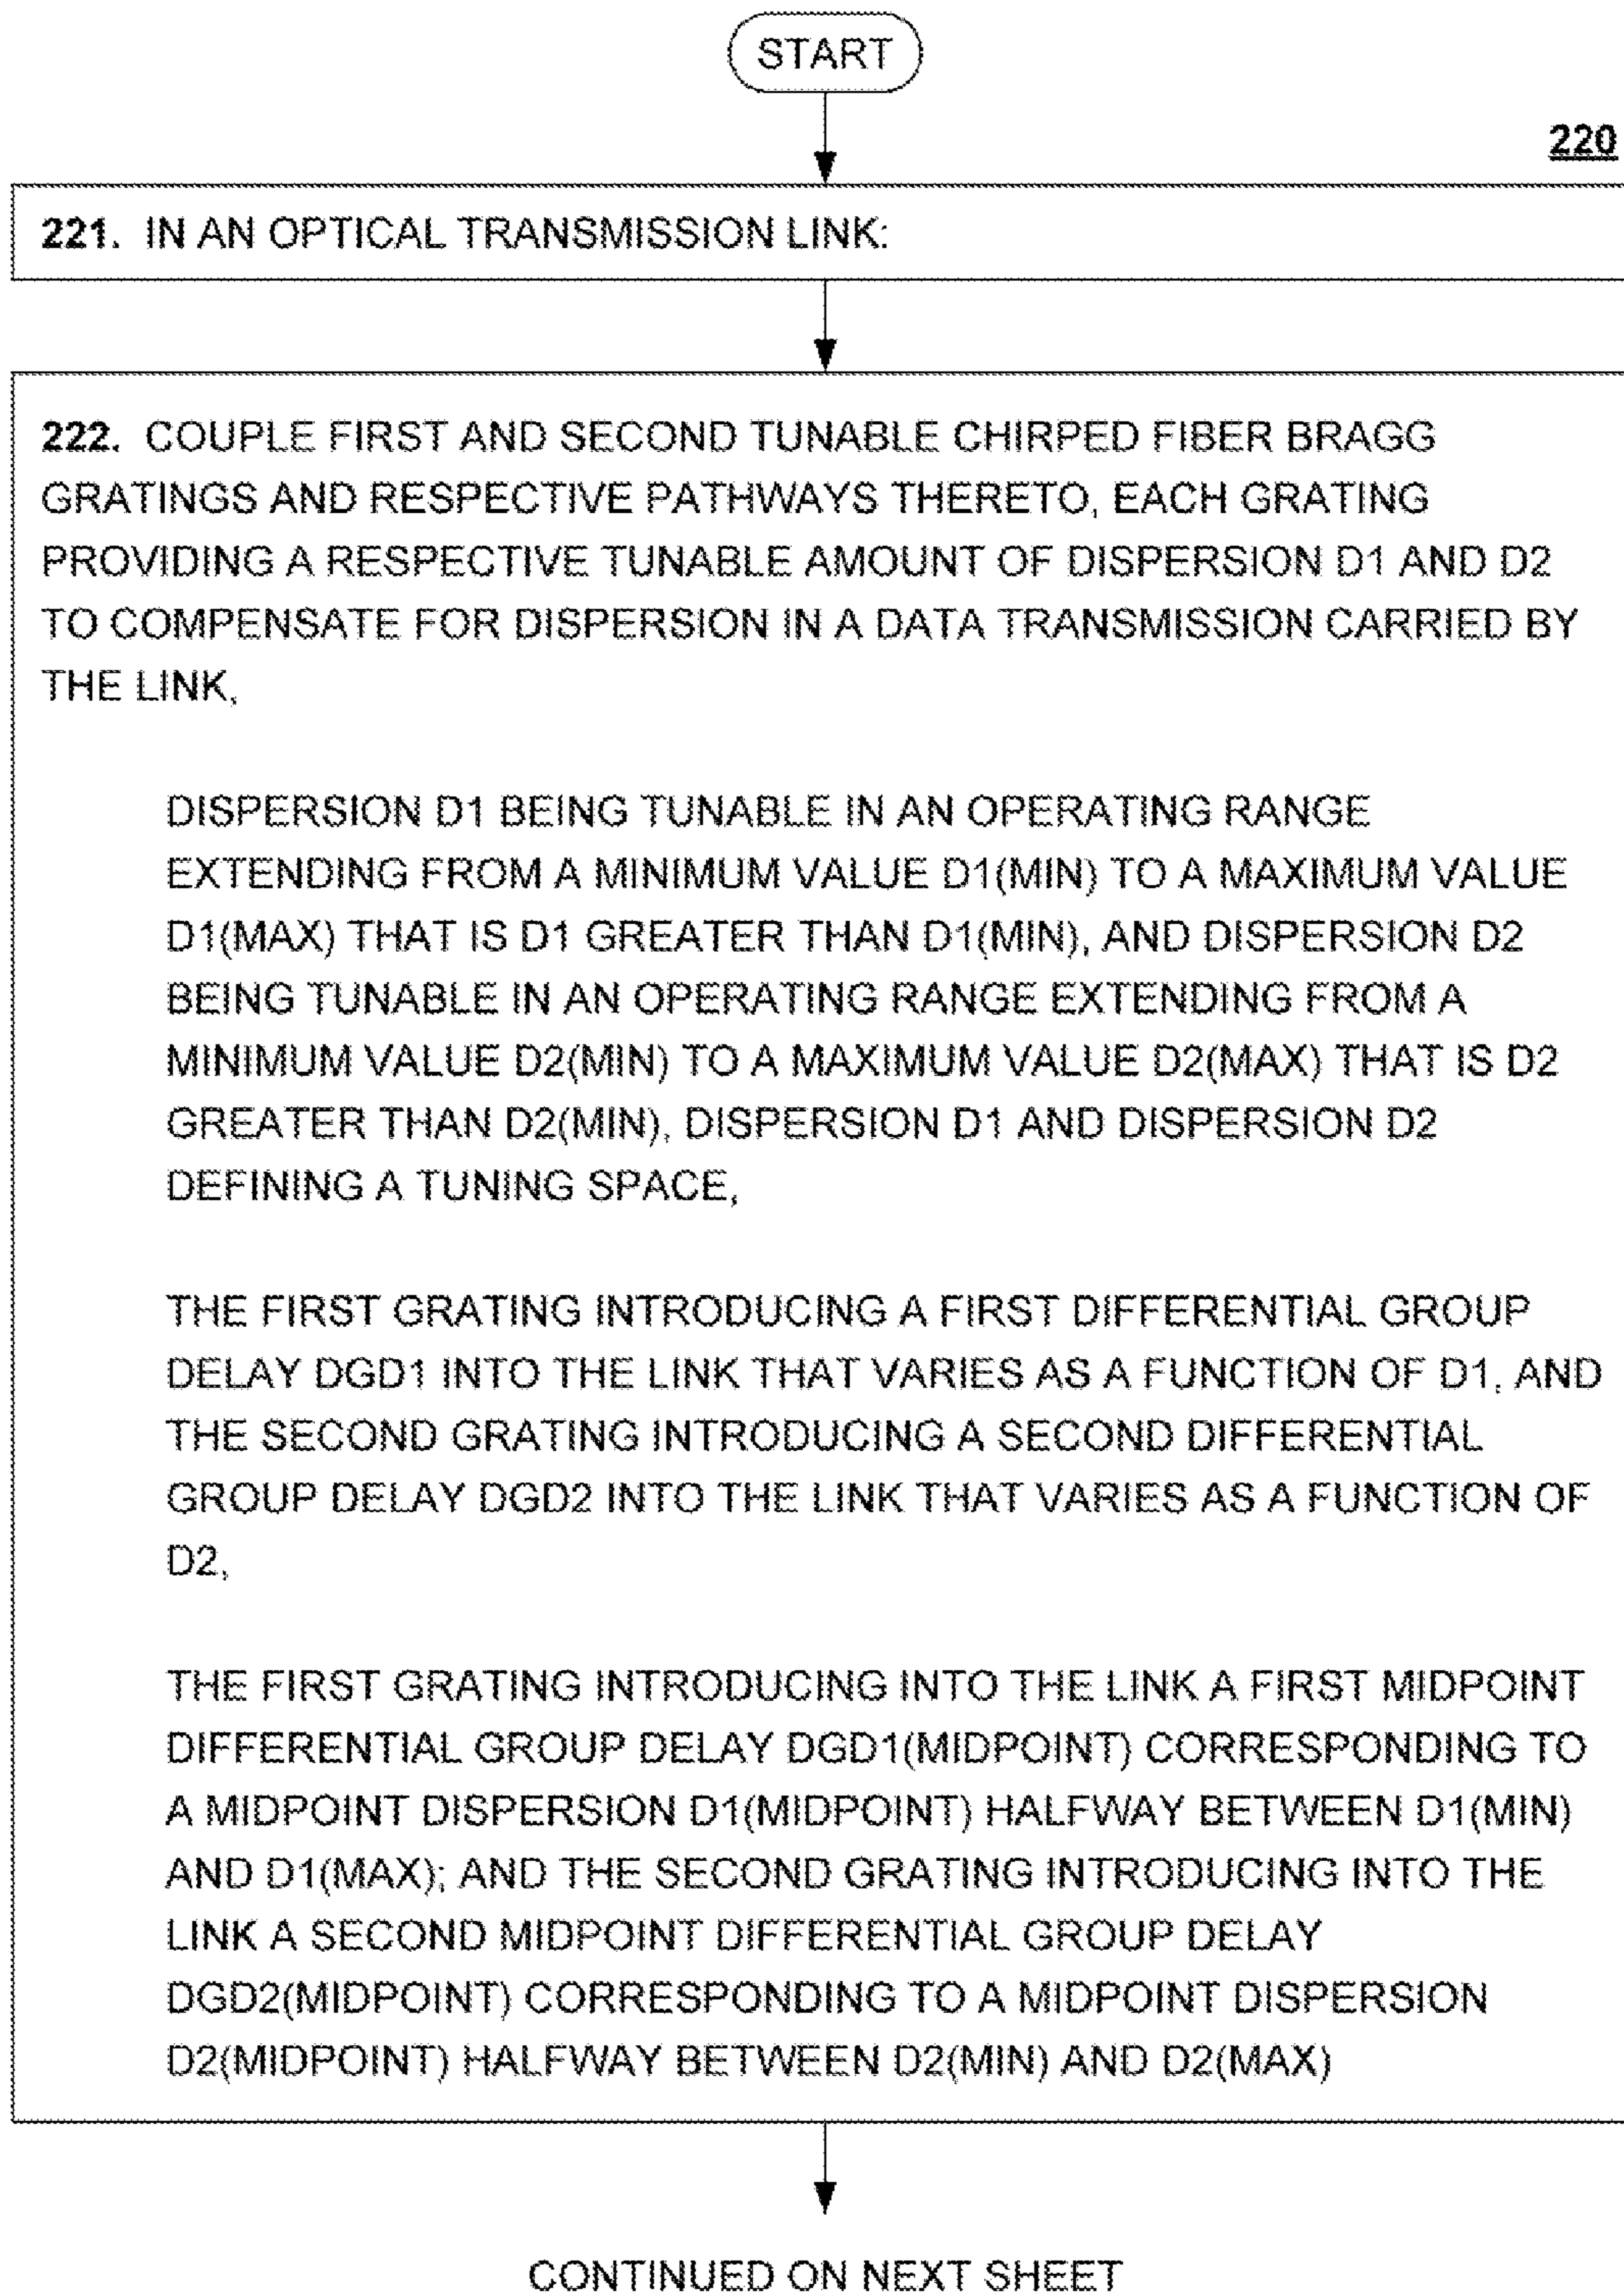 START
220
221. IN AN OPTICAL TRANSMISSION LINK:
222. COUPLE FIRST AND SECOND TUNABLE CHIRPED FIBER BRAGG
GRATINGS AND RESPECTIVE PATHWAYS THERETO, EACH GRATING
PROVIDING A RESPECTIVE TUNABLE AMOUNT OF DISPERSION D1 AND D2
TO COMPENSATE FOR DISPERSION IN A DATA TRANSMISSION CARRIED BY
THE LINK,
DISPERSION D1 BEING TUNABLE IN AN OPERATING RANGE
EXTENDING FROM A MINIMUM VALUE D1(MIN) TO A MAXIMUM VALUE
D1(MAX) THAT IS D1 GREATER THAN D1(MIN), AND DISPERSION D2
BEING TUNABLE IN AN OPERATING RANGE EXTENDING FROM A
MINIMUM VALUE D2(MIN) TO A MAXIMUM VALUE D2(MAX) THAT IS D2
GREATER THAN D2(MIN), DISPERSION D1 AND DISPERSION D2
DEFINING A TUNING SPACE,
THE FIRST GRATING INTRODUCING A FIRST DIFFERENTIAL GROUP
DELAY DGD1 INTO THE LINK THAT VARIES AS A FUNCTION OF D1, AND
THE SECOND GRATING INTRODUCING A SECOND DIFFERENTIAL
GROUP DELAY DGD2 INTO THE LINK THAT VARIES AS A FUNCTION OF
D2,
THE FIRST GRATING INTRODUCING INTO THE LINK A FIRST MIDPOINT
DIFFERENTIAL GROUP DELAY DGD1(MIDPOINT) CORRESPONDING TO
A MIDPOINT DISPERSION D1(MIDPOINT) HALFWAY BETWEEN D1(MIN)
AND D1(MAX); AND THE SECOND GRATING INTRODUCING INTO THE
LINK A SECOND MIDPOINT DIFFERENTIAL GROUP DELAY
DGD2(MIDPOINT) CORRESPONDING TO A MIDPOINT DISPERSION
D2(MIDPOINT) HALFWAY BETWEEN D2(MIN) AND D2(MAX)
CONTINUED ON NEXT SHEET